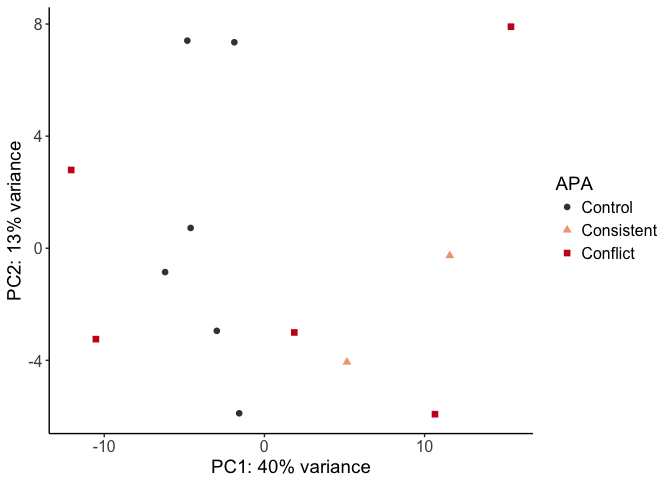 8
4
0
-4
PC2: 13% variance
-10
0
10
PC1: 40% variance
APA
Control
Consistent
Conflict